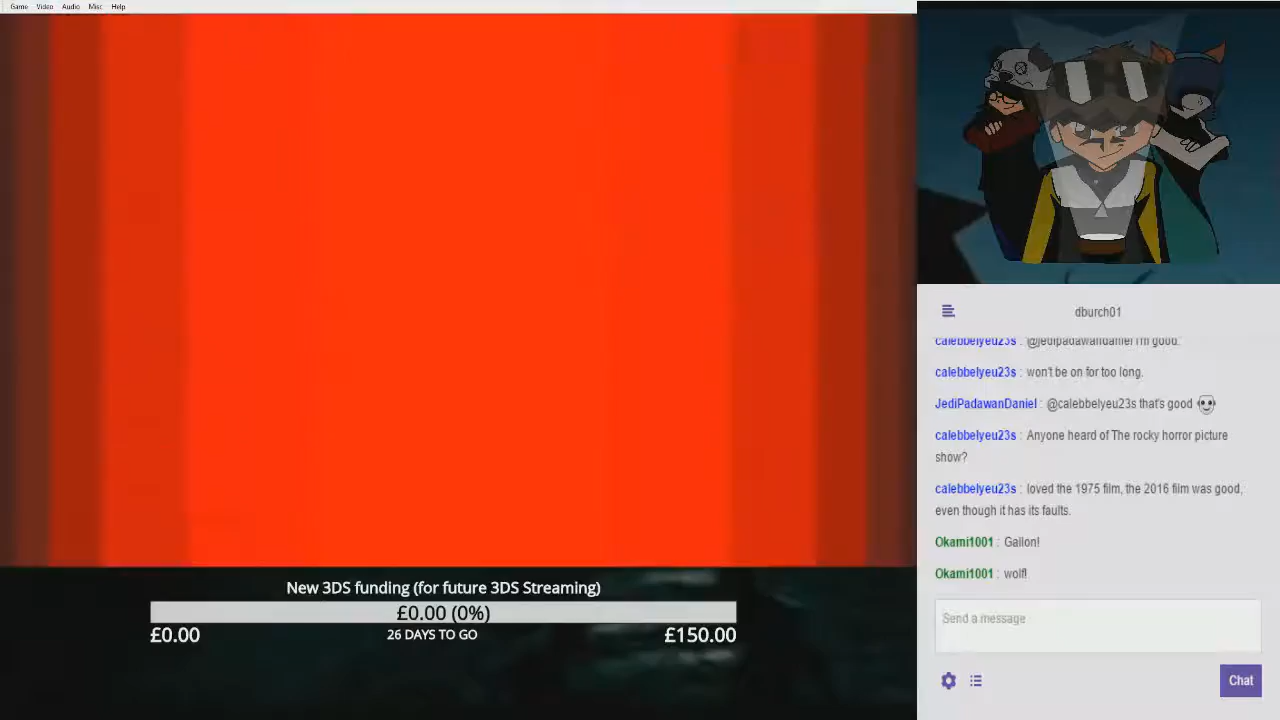 Game Video Audio Misc Help
dburch01
calebbelyeu23s : @jedipadawandaniel I'm good.
calebbelyeu23s : won't be on for too long.
JediPadawanDaniel : @calebbelyeu23s that's good
calebbelyeu23s : Anyone heard of The rocky horror picture
show?
calebbelyeu23s : loved the 1975 film, the 2016 film was good,
even though it has its faults.
Okami1001 : Gallon!
Okami1001 : wolf!
Send a message
Chat
New 3DS funding (for future 3DS Streaming)
£0.00 (0%)
£0.00 26 DAYS TO GO £150.00